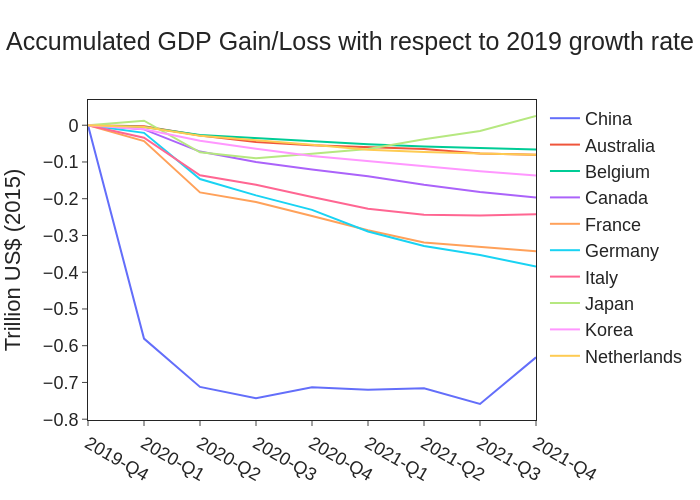 Accumulated GDP Gain/Loss with respect to 2019 growth rate
Trillion US$ (2015)
0
−0.1
−0.2
−0.3
−0.4
−0.5
−0.6
−0.7
−0.8
2019-Q4
2020-Q1
2020-Q2
2020-Q3
2020-Q4
2021-Q1
2021-Q2
2021-Q3
2021-Q4
China
Australia
Belgium
Canada
France
Germany
Italy
Japan
Korea
Netherlands